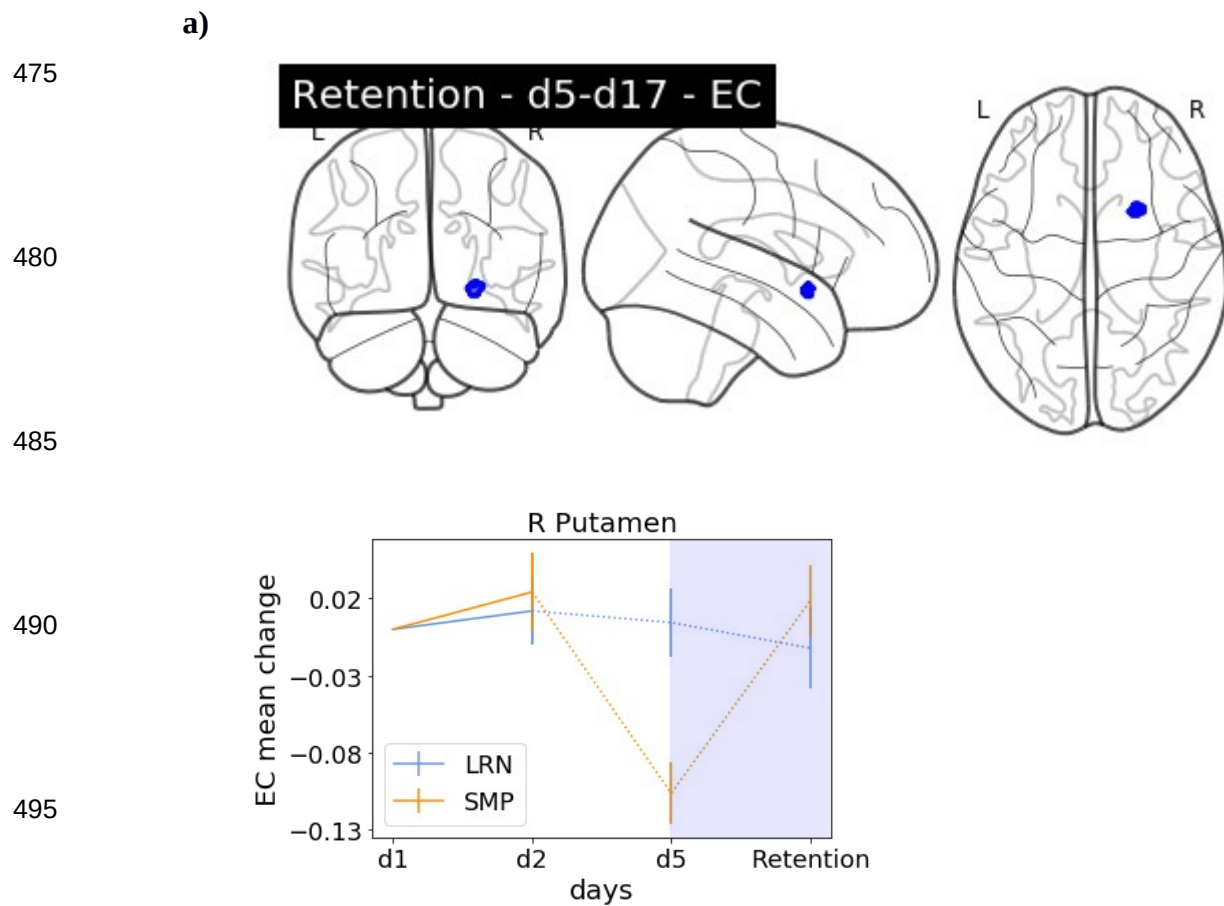 a)
475
Retention - d5-d17 - EC
L R
L R
480
485
R Putamen
EC mean change
0.02
490
−0.03
−0.08
LRN
SMP
495
−0.13
d1 d2 d5 Retention
days